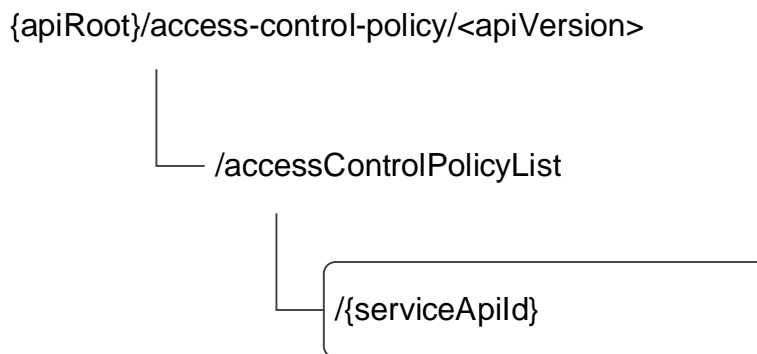 {apiRoot}/access-control-policy/<apiVersion>
/accessControlPolicyList
/{serviceApiId}